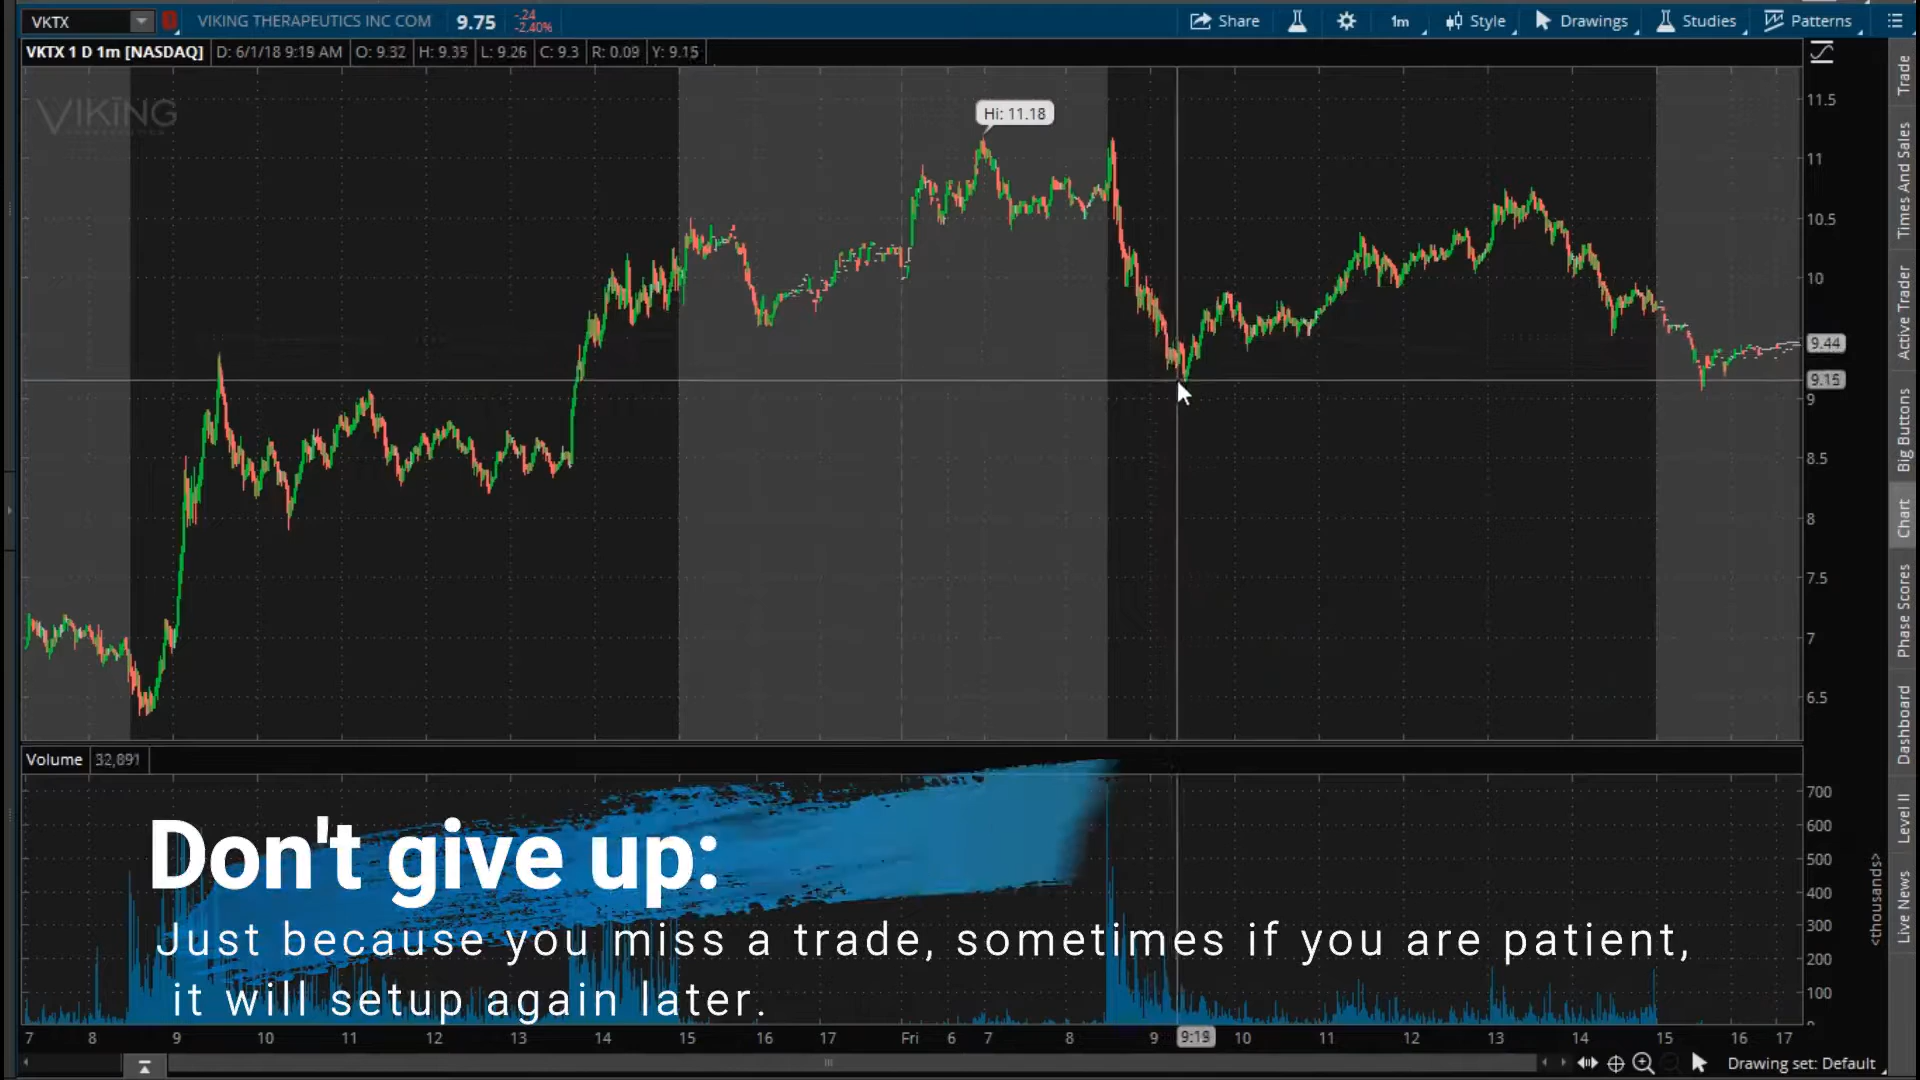 VKTX
VIKING THERAPEUTICS INC COM
9.75
-.24
-2.40%
Share
1m
Style
Drawings
Studies
Patterns
VKTX 1 D 1m [NASDAQ]
D: 6/1/18 9:19 AM
O: 9.32
H: 9.35
L: 9.26
C: 9.3
R: 0.09
Y: 9.15
VIKING
Hi: 11.18
11.5
11
10.5
10
9.44
9.15
9
8.5
8
7.5
7
6.5
Trade
Times And Sales
Active Trader
Big Buttons
Chart
Phase Scores
Dashboard
Level II
Live News
Volume
32,891
700
600
500
400
300
200
100
0
<thousands>
Don't give up:
Just because you miss a trade, sometimes if you are patient,
it will setup again later.
7 8 9 10 11 12 13 14 15 16 17 Fri 6 7 8 9 9:19 10 11 12 13 14 15 16 17
Drawing set: Default